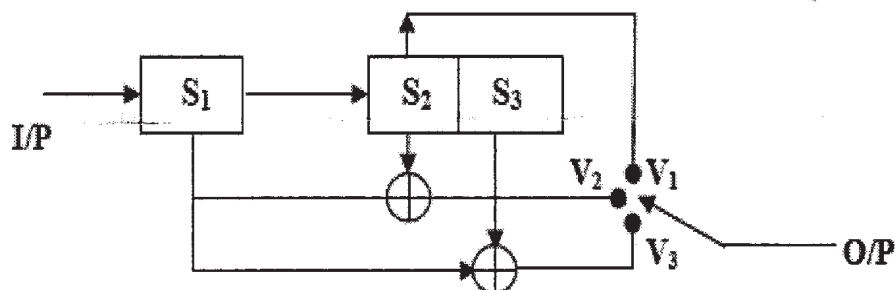 S₁
S₂
S₃
I/P
V₂
V₁
V₃
O/P